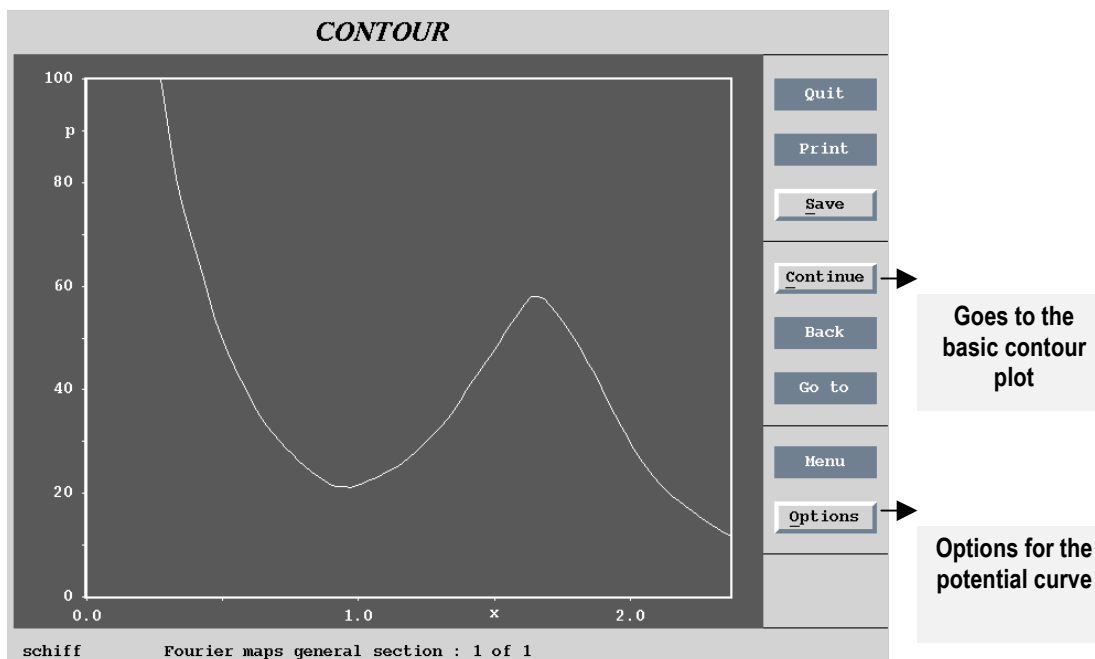 CONTOUR
100
p
80
60
40
20
0
0.0
1.0
x
2.0
Quit
Print
Save
Continue
Back
Go to
Menu
Options
Goes to the
basic contour
plot
Options for the
potential curve
schiff Fourier maps general section : 1 of 1